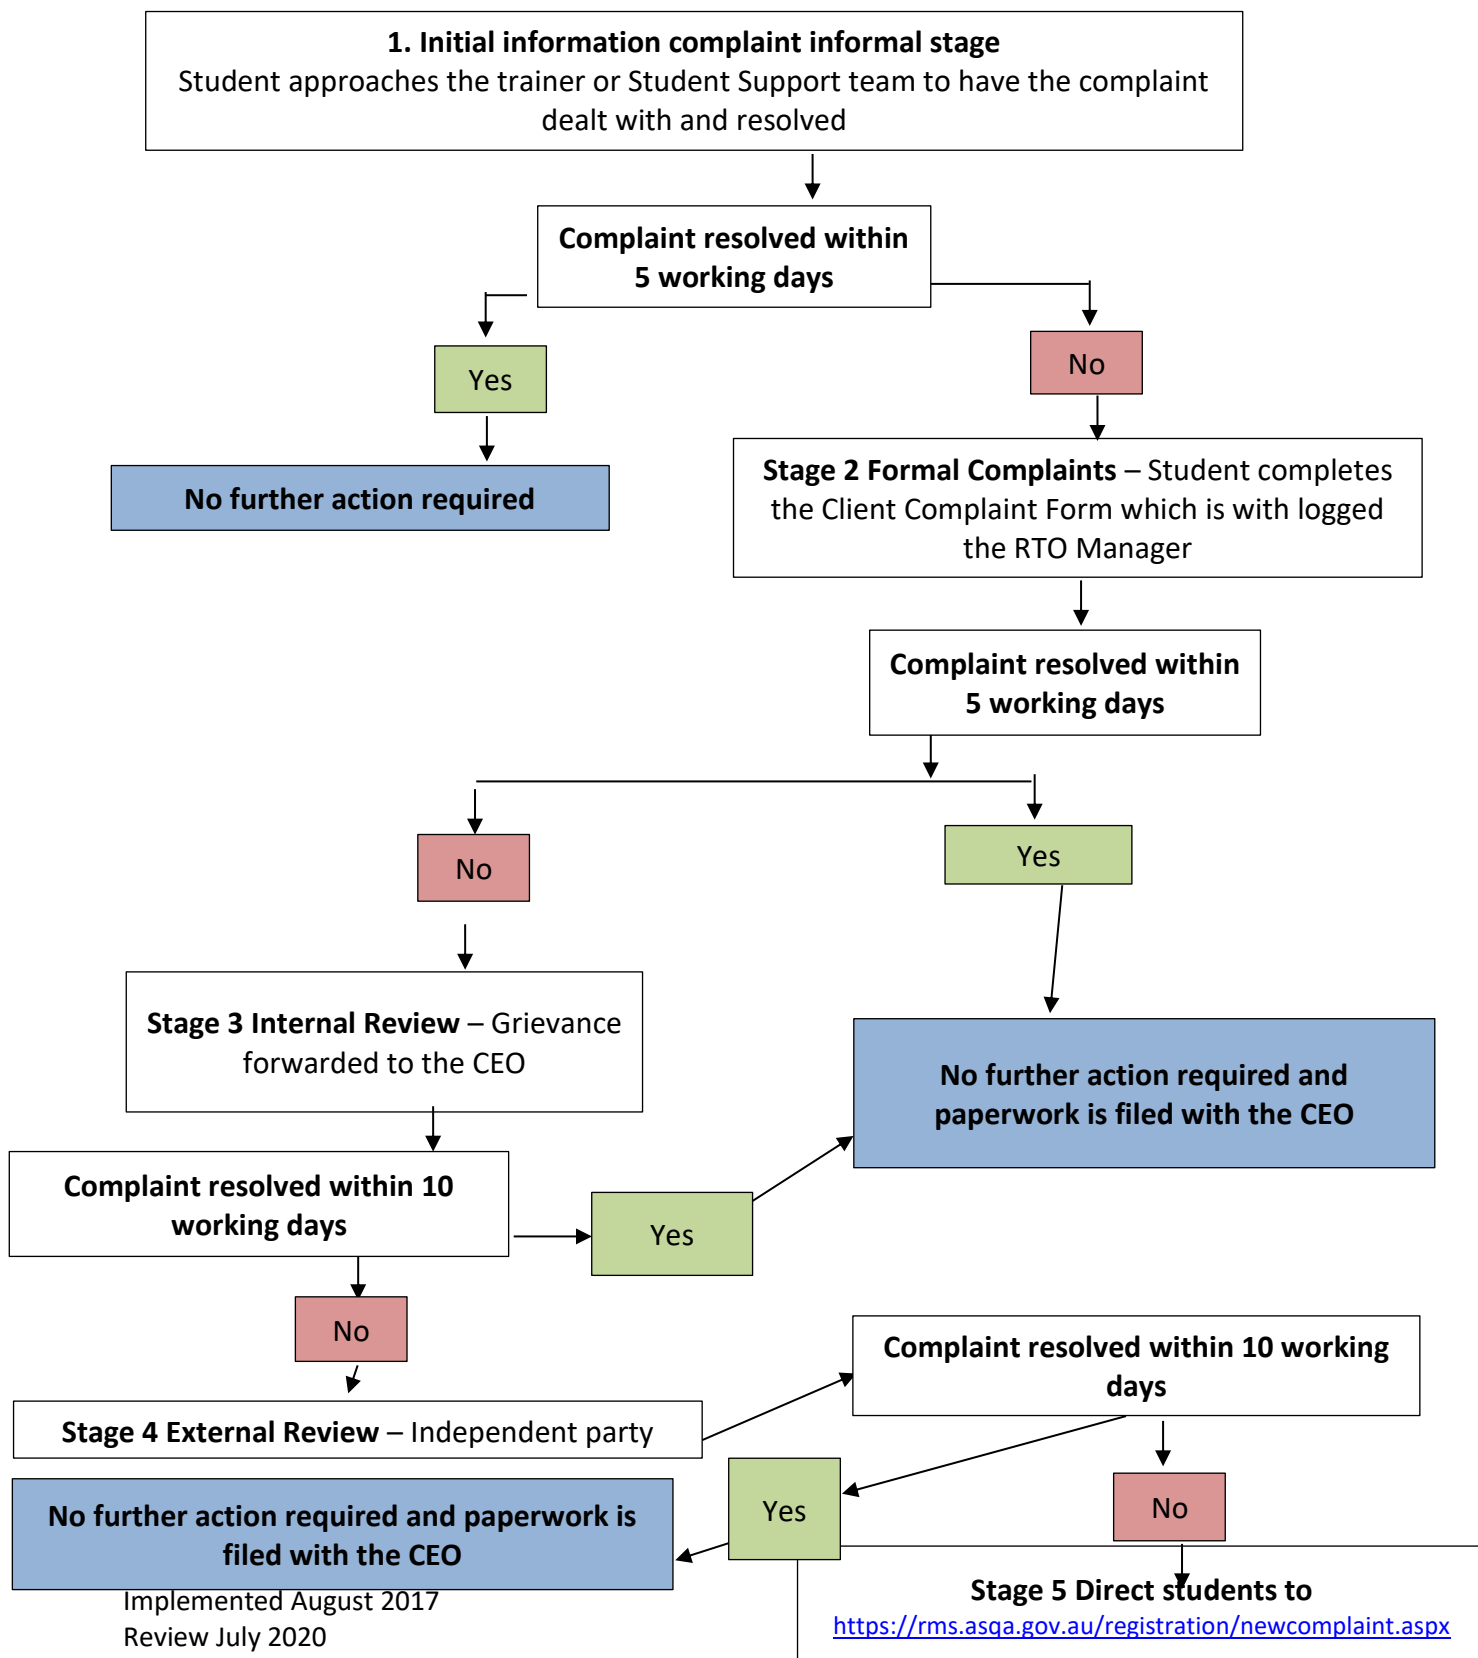 1. Initial information complaint informal stage
Student approaches the trainer or Student Support team to have the complaint
dealt with and resolved
Complaint resolved within
5 working days
Yes
No
No further action required
Stage 2 Formal Complaints – Student completes
the Client Complaint Form which is with logged
the RTO Manager
Complaint resolved within
5 working days
No
Yes
Stage 3 Internal Review – Grievance
forwarded to the CEO
No further action required and
paperwork is filed with the CEO
Complaint resolved within 10
working days
Yes
No
Complaint resolved within 10 working
days
Stage 4 External Review – Independent party
Yes
No
No further action required and paperwork is
filed with the CEO
Stage 5 Direct students to
https://rms.asqa.gov.au/registration/newcomplaint.aspx
Implemented August 2017
Review July 2020